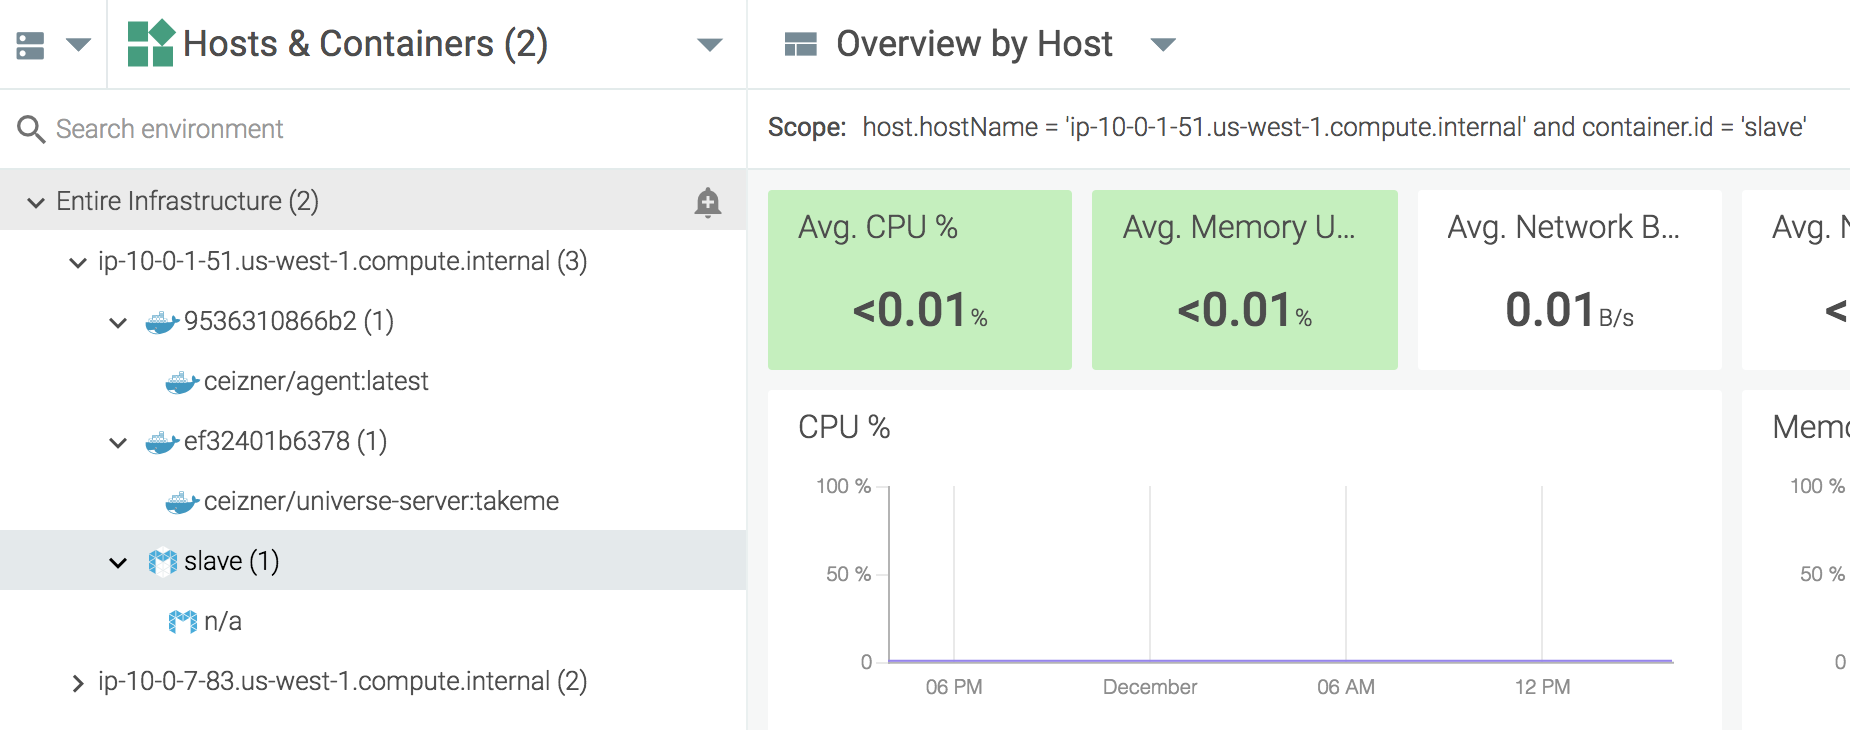 Hosts & Containers (2)
Overview by Host
Search environment
Scope: host.hostName = 'ip-10-0-1-51.us-west-1.compute.internal' and container.id = 'slave'
Entire Infrastructure (2)
ip-10-0-1-51.us-west-1.compute.internal (3)
9536310866b2 (1)
ceizner/agent:latest
ef32401b6378 (1)
ceizner/universe-server:takeme
slave (1)
n/a
ip-10-0-7-83.us-west-1.compute.internal (2)
Avg. CPU %
<0.01 %
Avg. Memory U...
<0.01 %
Avg. Network B...
0.01 B/s
Avg.
<
CPU %
100 %
50 %
0
06 PM
December
06 AM
12 PM
100 %
50 %
0